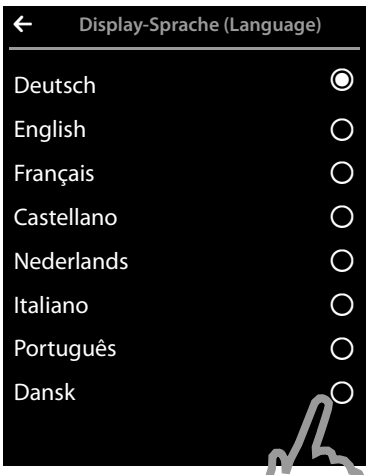 Display-Sprache (Language)
Deutsch
English
Français
Castellano
Nederlands
Italiano
Português
Dansk